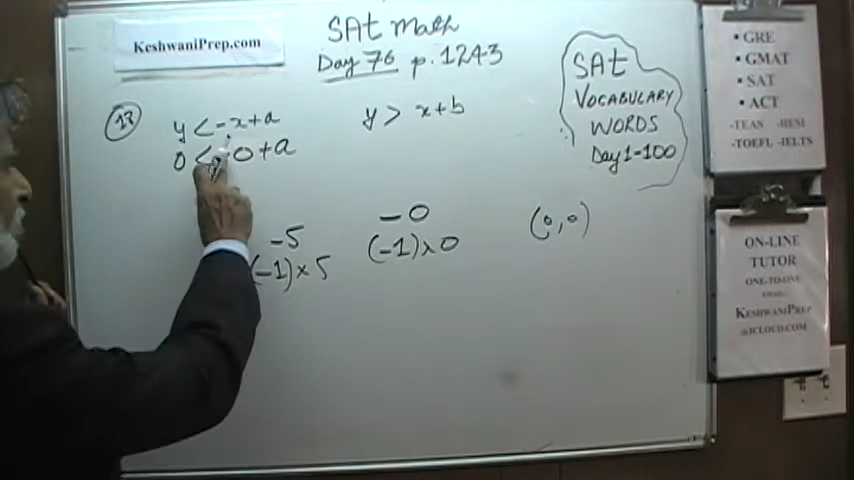 KeshwaniPrep.com
SAt Math
Day 76 p. 1243
13
y < -x+a
0 < -0+a
y > x+b
-5
(-1)×5
-0
(-1)×0
(0,0)
SAt
VOCABULARY
WORDS
Day 1-100
• GRE
• GMAT
• SAT
• ACT
-TEAS -HESI
-TOEFL -IELTS
ON-LINE
TUTOR
ONE-TO-ONE
KESHWANIPREP
@ICLOUD.COM